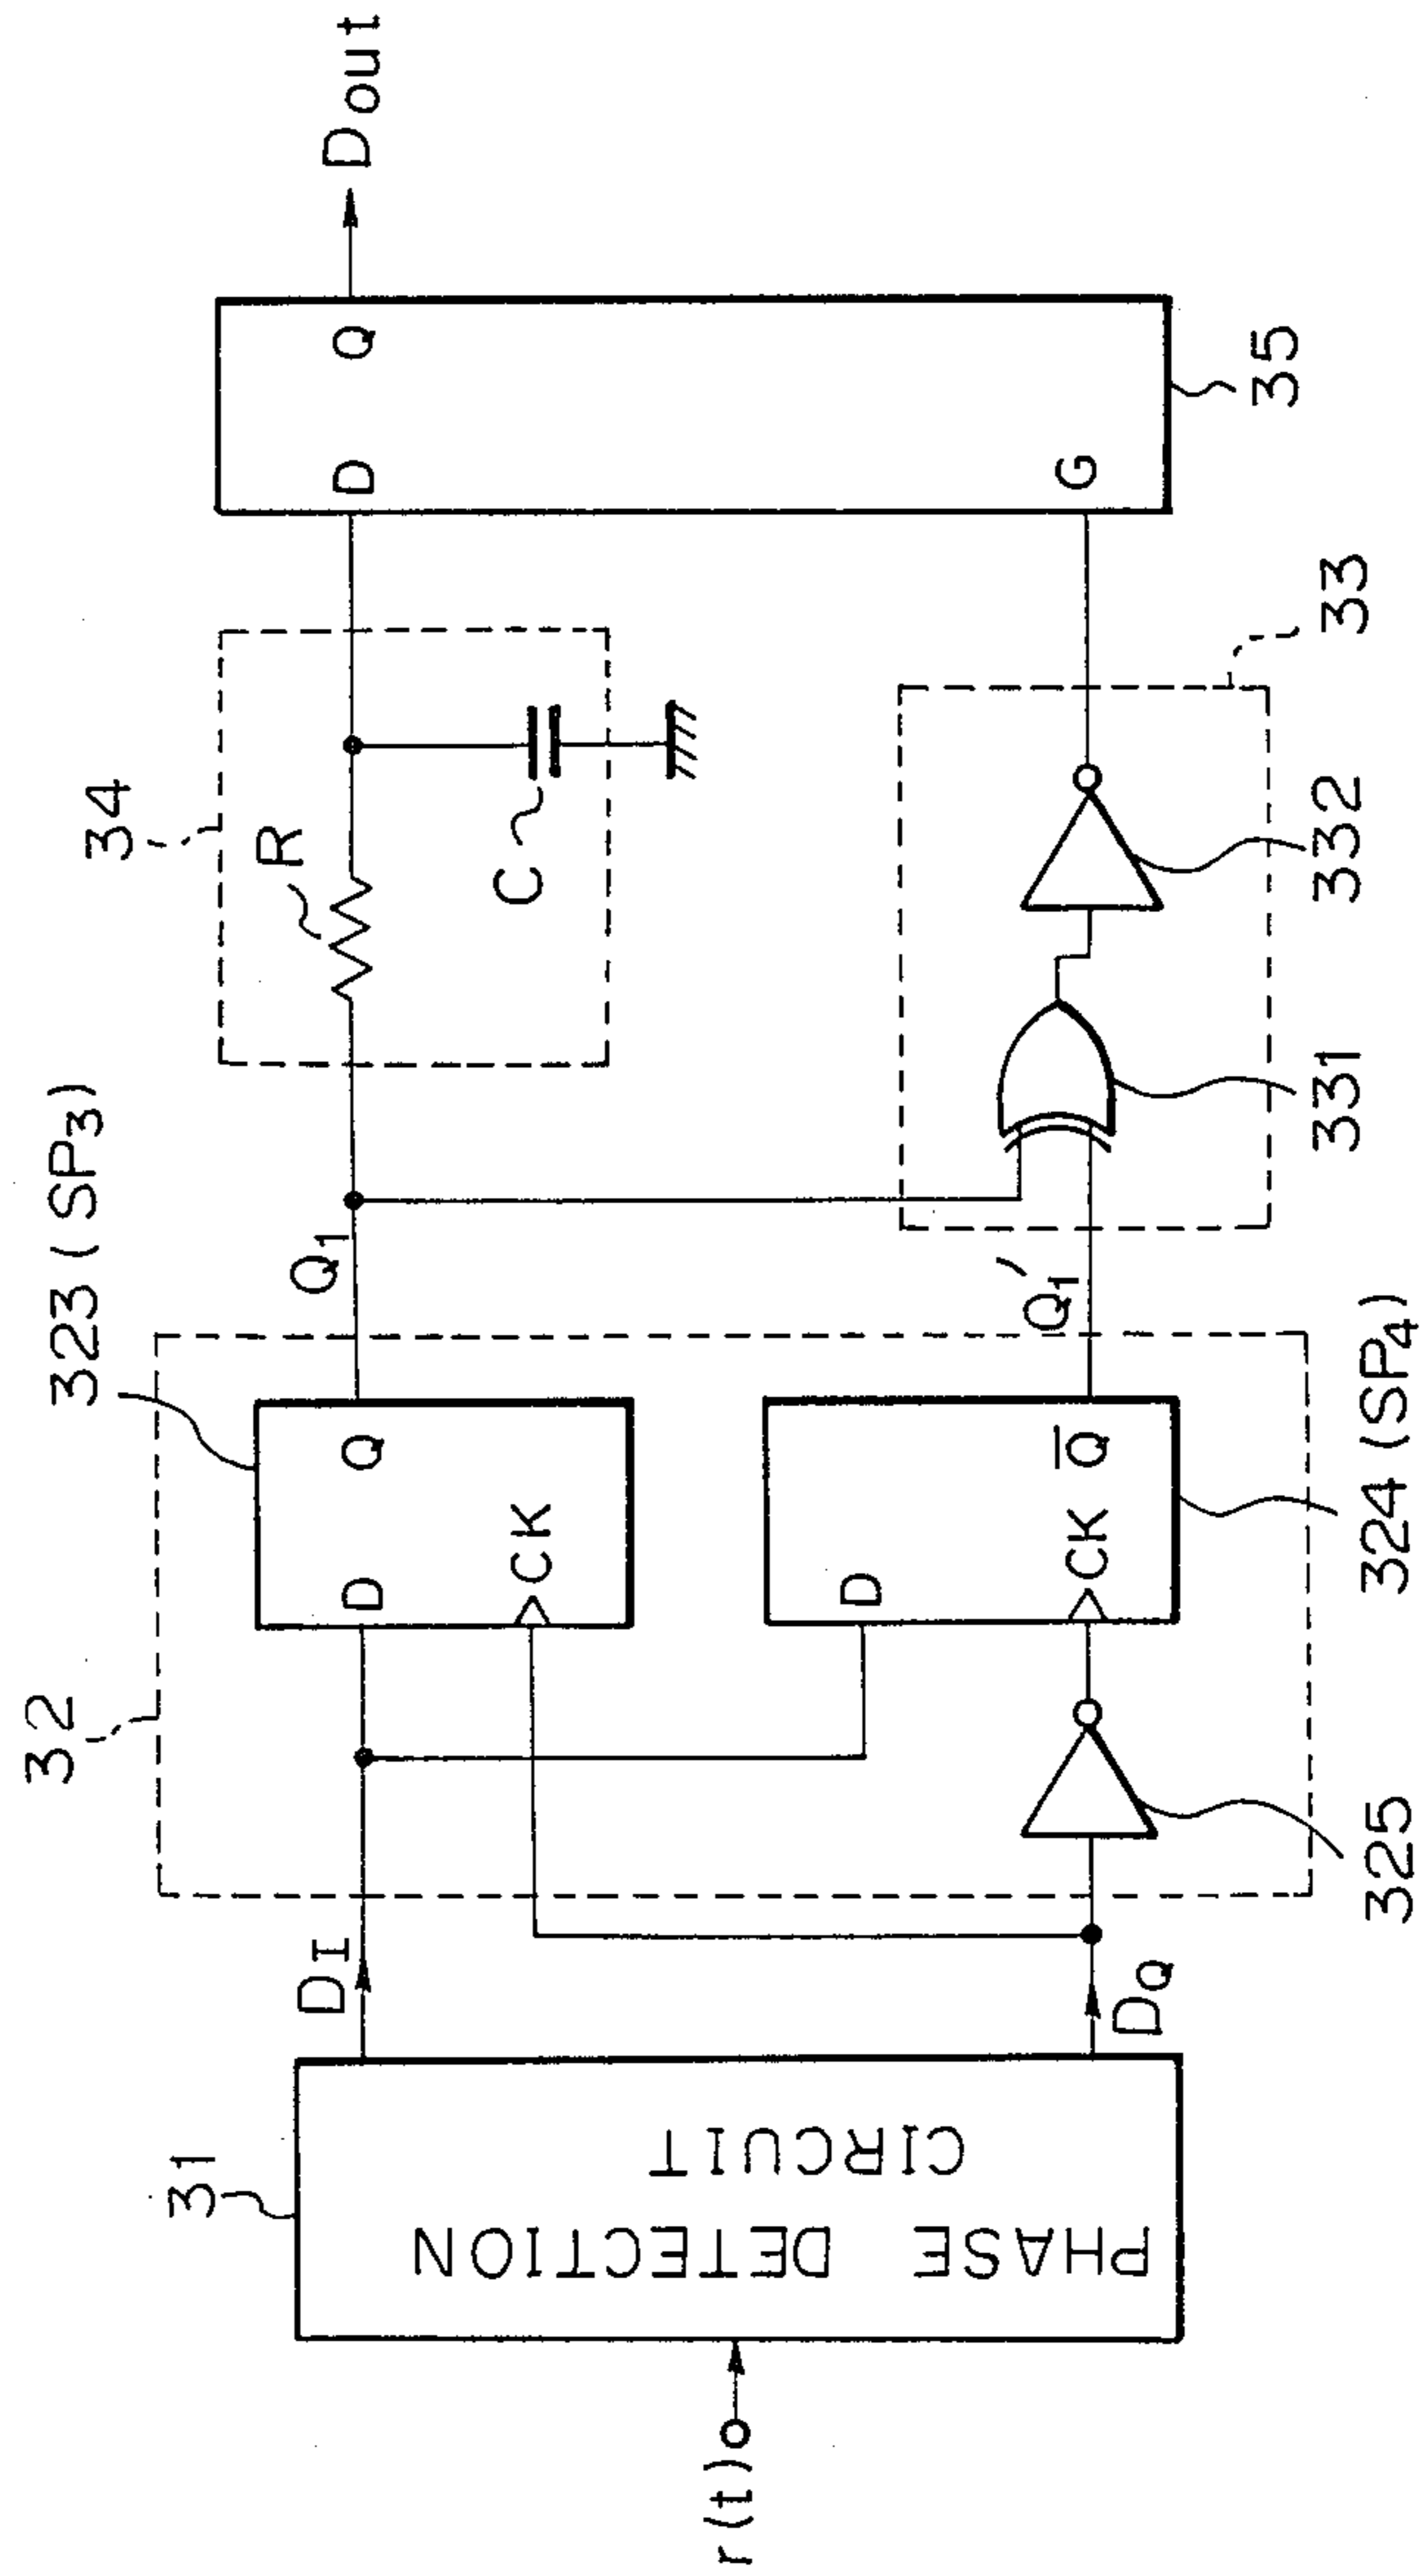 r(t)
31
PHASE DETECTION
CIRCUIT
DI
DQ
32
325
D
Q
CK
D
Q̅
CK
323 (SP3)
324 (SP4)
Q1
Q1'
34
R
C
33
331
332
D
Q
G
35
Dout